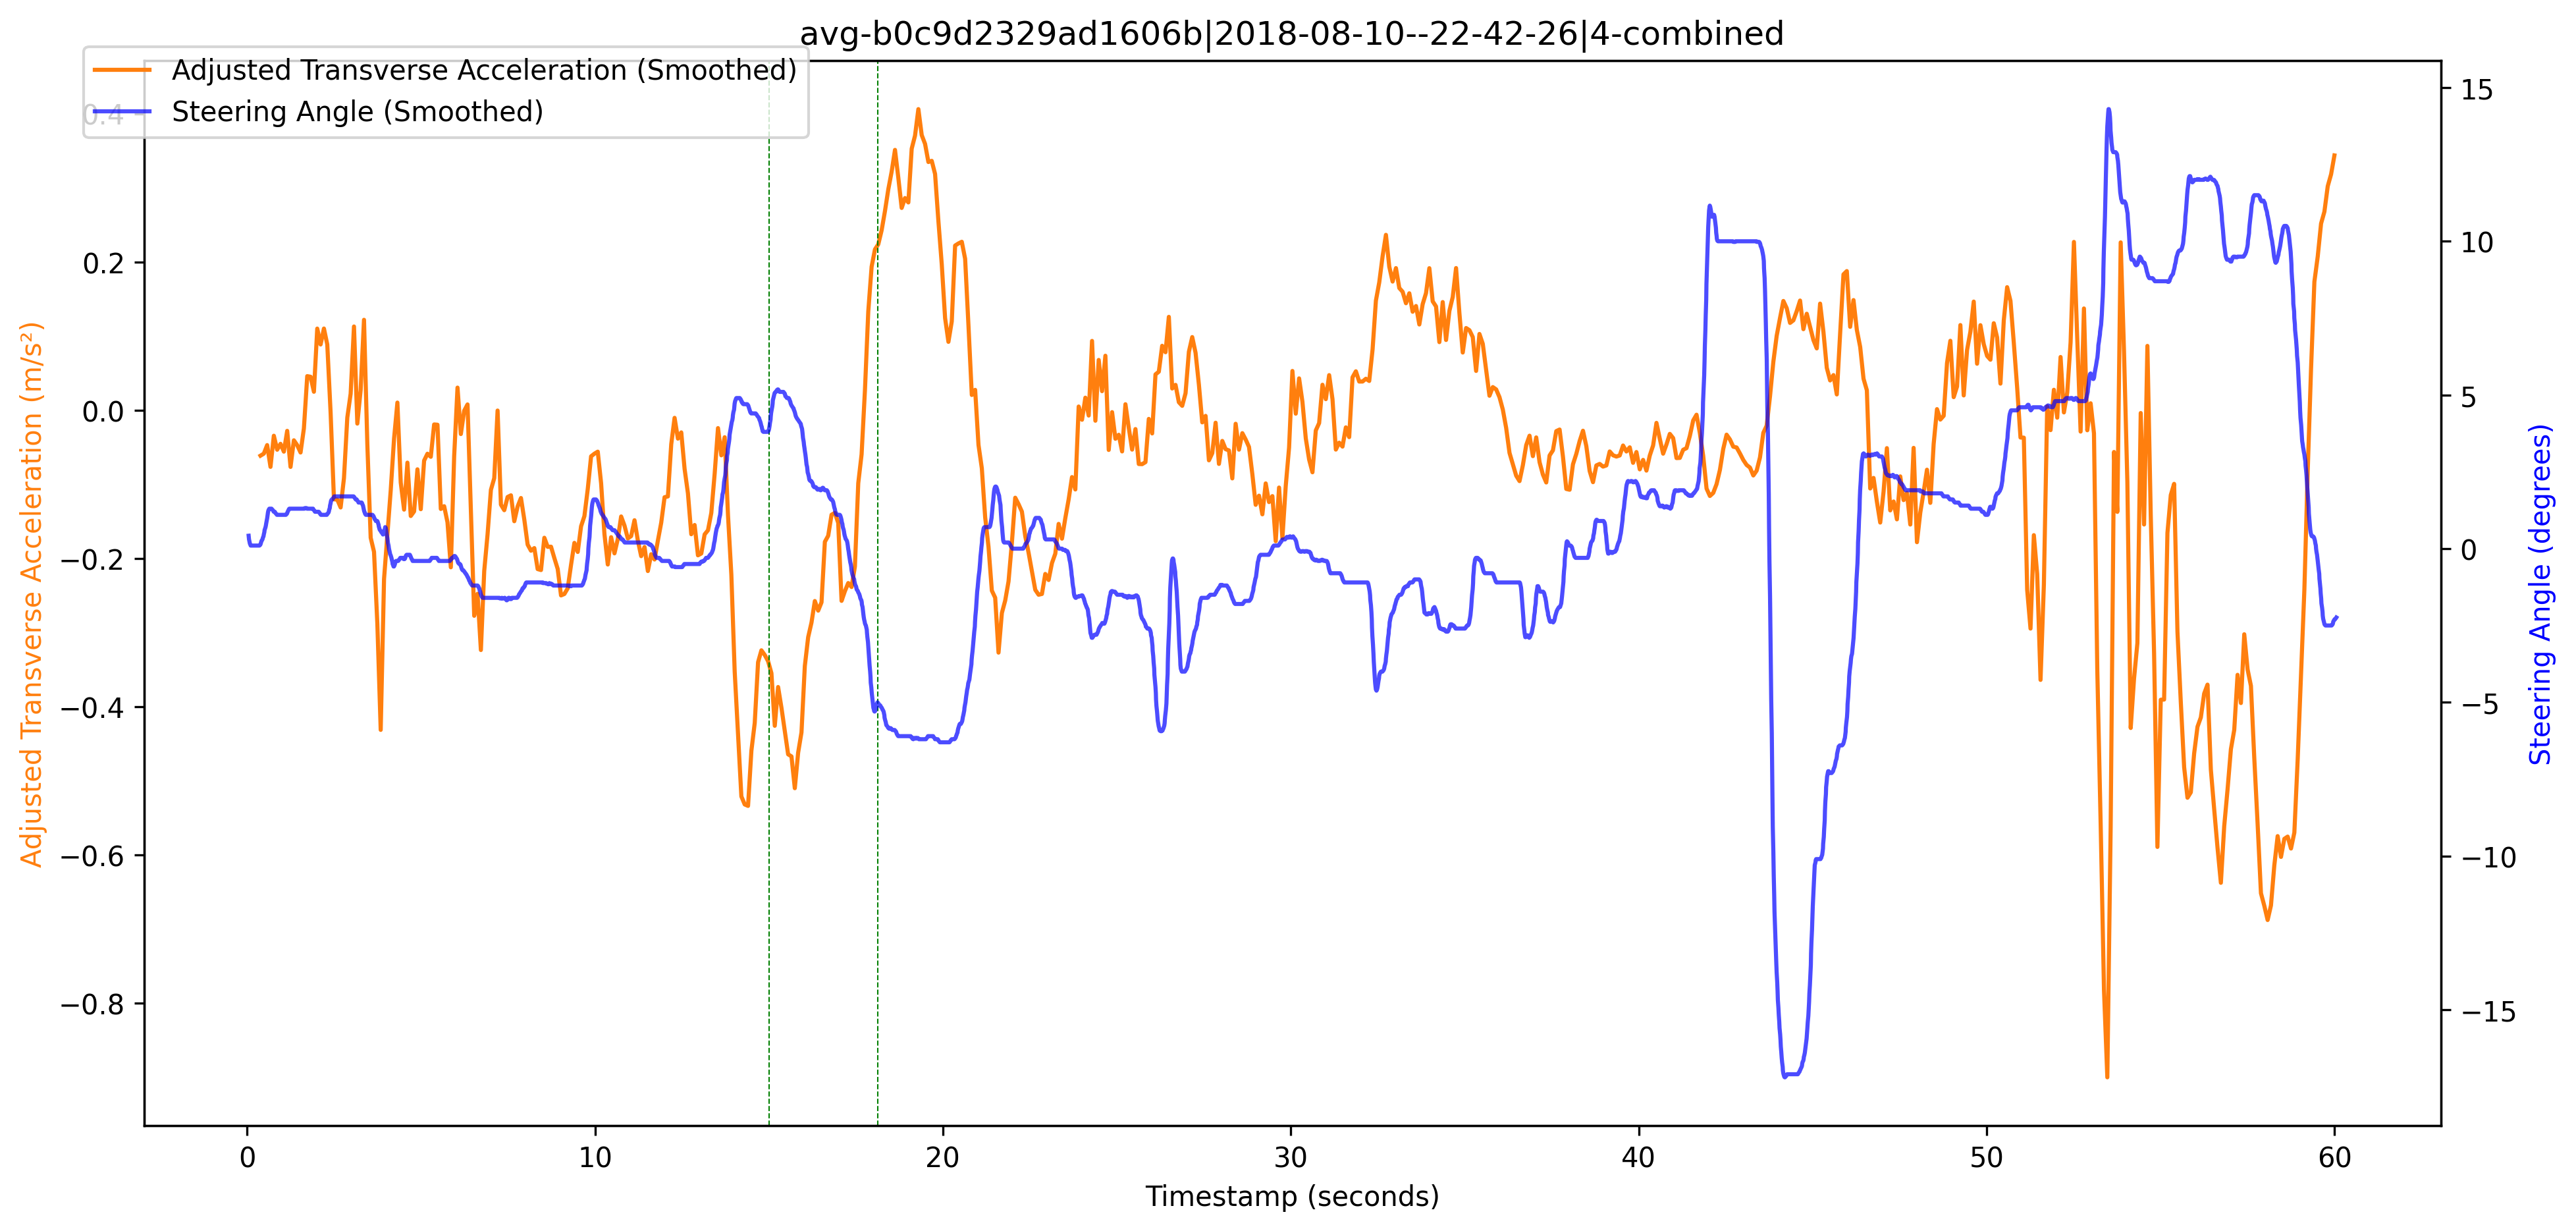 avg-b0c9d2329ad1606b|2018-08-10--22-42-26|4-combined
Adjusted Transverse Acceleration (Smoothed)
Steering Angle (Smoothed)
0.4
0.2
0.0
−0.2
−0.4
−0.6
−0.8
Adjusted Transverse Acceleration (m/s²)
15
10
5
0
−5
−10
−15
Steering Angle (degrees)
0 10 20 30 40 50 60
Timestamp (seconds)